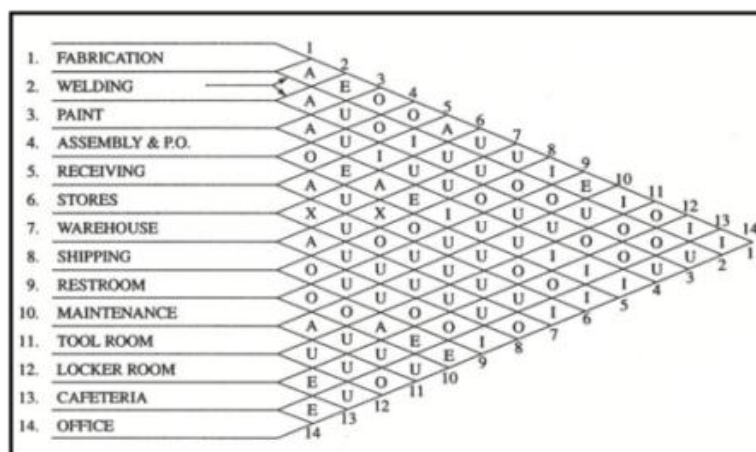 1
1. FABRICATION
2
A 3
E 4
2. WELDING
A O 5
U O 6
3. PAINT
A O A 7
U I U 8
4. ASSEMBLY & P.O.
O I U U 9
E U U I 10
5. RECEIVING
A A U O E 11
U E O O I 12
6. STORES
X X I U U O 13
U O U U O I 14
7. WAREHOUSE
A O U U O O I 1
U U U I O U 2
8. SHIPPING
O U U O I U 3
U U U O I 4
9. RESTROOM
O U U U I 5
O O U I 6
10. MAINTENANCE
A A O O 7
U E I 8
11. TOOL ROOM
U U E 9
U U 10
12. LOCKER ROOM
E O 11
U 12
13. CAFETERIA
E 13
14. OFFICE
14